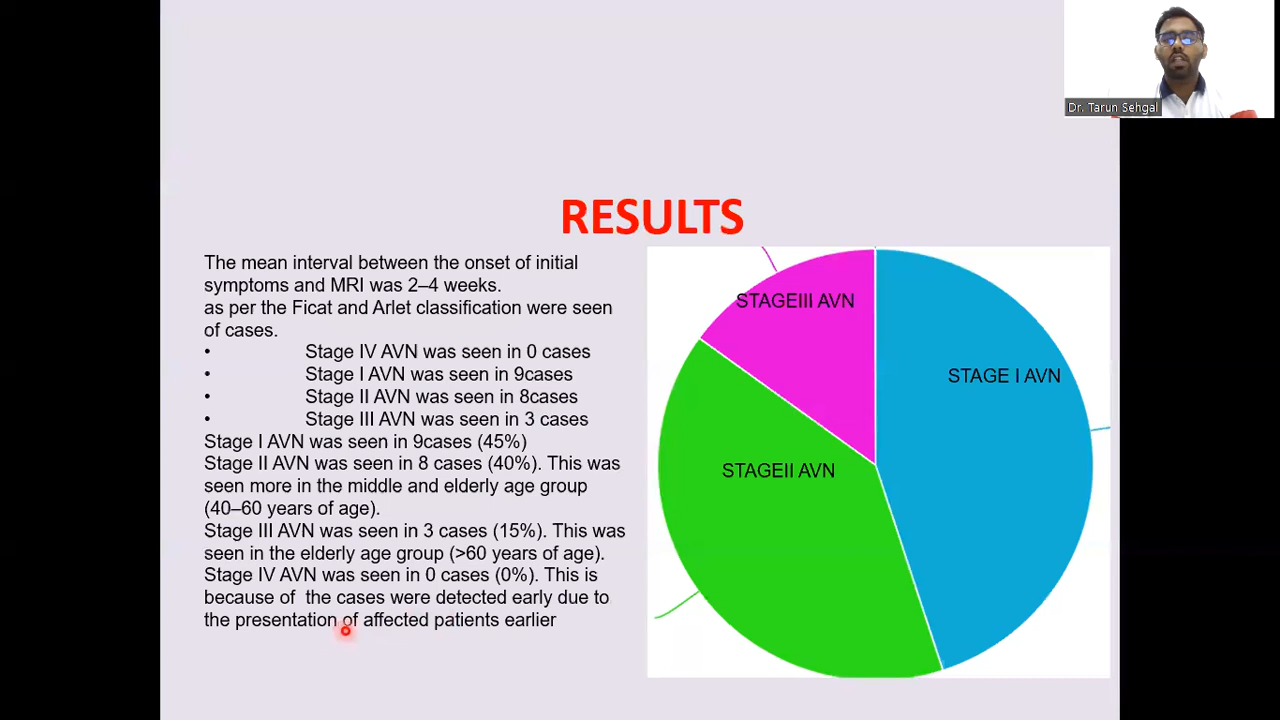 Dr. Tarun Sehgal
RESULTS
The mean interval between the onset of initial
symptoms and MRI was 2–4 weeks.
as per the Ficat and Arlet classification were seen
of cases.
• Stage IV AVN was seen in 0 cases
• Stage I AVN was seen in 9cases
• Stage II AVN was seen in 8cases
• Stage III AVN was seen in 3 cases
Stage I AVN was seen in 9cases (45%)
Stage II AVN was seen in 8 cases (40%). This was
seen more in the middle and elderly age group
(40–60 years of age).
Stage III AVN was seen in 3 cases (15%). This was
seen in the elderly age group (>60 years of age).
Stage IV AVN was seen in 0 cases (0%). This is
because of  the cases were detected early due to
the presentation of affected patients earlier
STAGEIII AVN
STAGE I AVN
STAGEII AVN